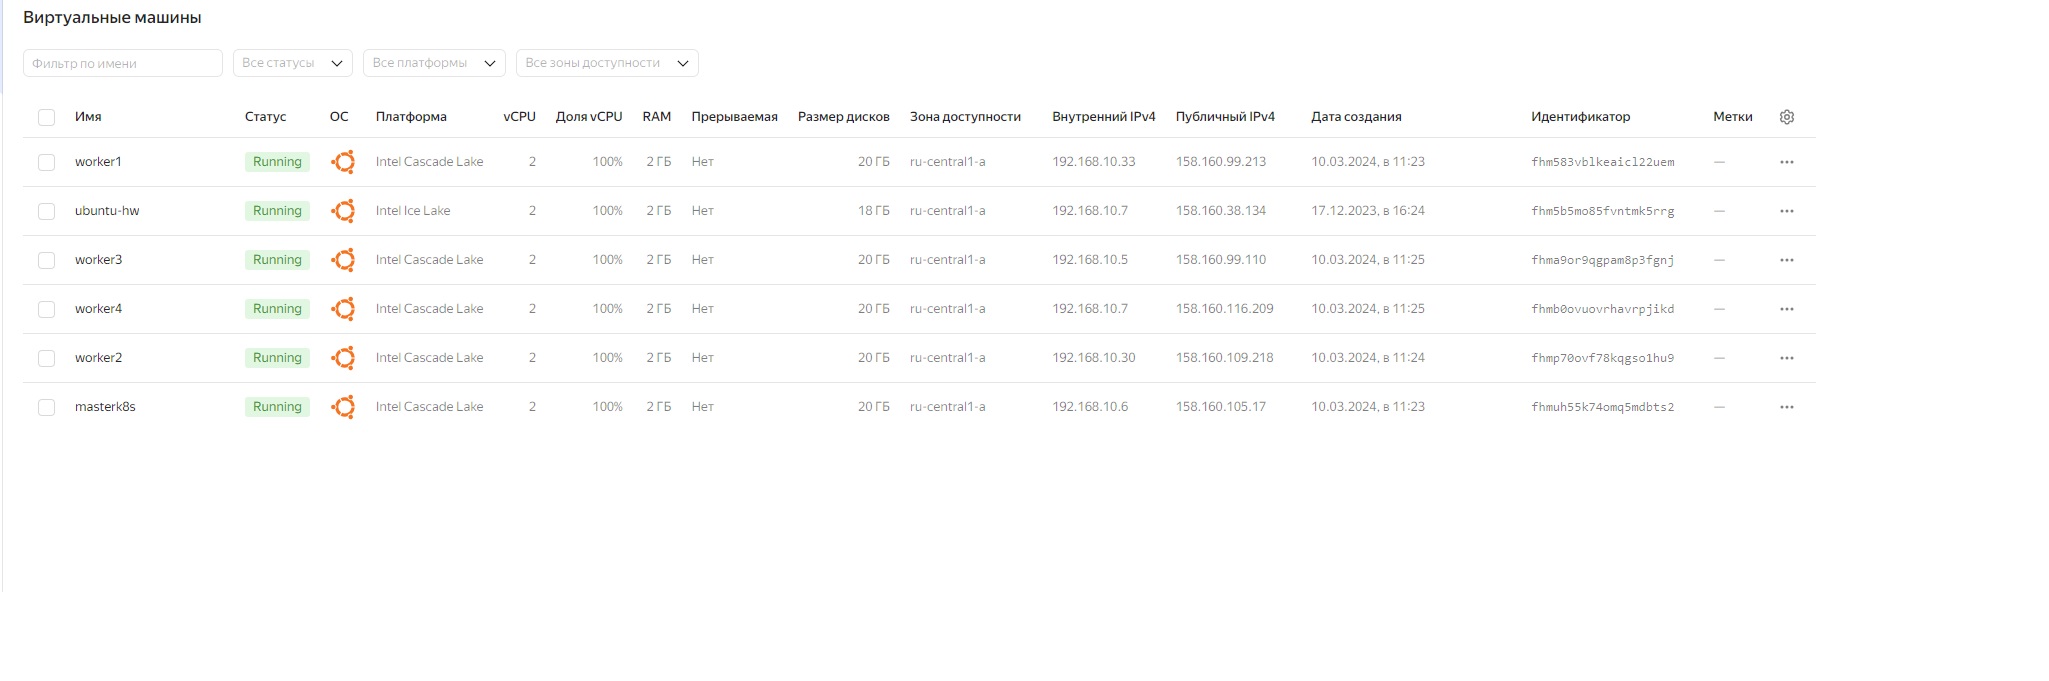 Виртуальные машины
Фильтр по имени Все статусы Все платформы Все зоны доступности
Имя Статус ОС Платформа vCPU Доля vCPU RAM Прерываемая Размер дисков Зона доступности Внутренний IPv4 Публичный IPv4 Дата создания Идентификатор Метки
worker1 Running Intel Cascade Lake 2 100% 2 ГБ Нет 20 ГБ ru-central1-a 192.168.10.33 158.160.99.213 10.03.2024, в 11:23 fhm583vblkeaicl22uem —
ubuntu-hw Running Intel Ice Lake 2 100% 2 ГБ Нет 18 ГБ ru-central1-a 192.168.10.7 158.160.38.134 17.12.2023, в 16:24 fhm5b5mo85fvntmk5rrg —
worker3 Running Intel Cascade Lake 2 100% 2 ГБ Нет 20 ГБ ru-central1-a 192.168.10.5 158.160.99.110 10.03.2024, в 11:25 fhma9or9qgpam8p3fgnj —
worker4 Running Intel Cascade Lake 2 100% 2 ГБ Нет 20 ГБ ru-central1-a 192.168.10.7 158.160.116.209 10.03.2024, в 11:25 fhmb0ovuovrhavrpjikd —
worker2 Running Intel Cascade Lake 2 100% 2 ГБ Нет 20 ГБ ru-central1-a 192.168.10.30 158.160.109.218 10.03.2024, в 11:24 fhmp70ovf78kqgso1hu9 —
masterk8s Running Intel Cascade Lake 2 100% 2 ГБ Нет 20 ГБ ru-central1-a 192.168.10.6 158.160.105.17 10.03.2024, в 11:23 fhmuh55k74omq5mdbts2 —